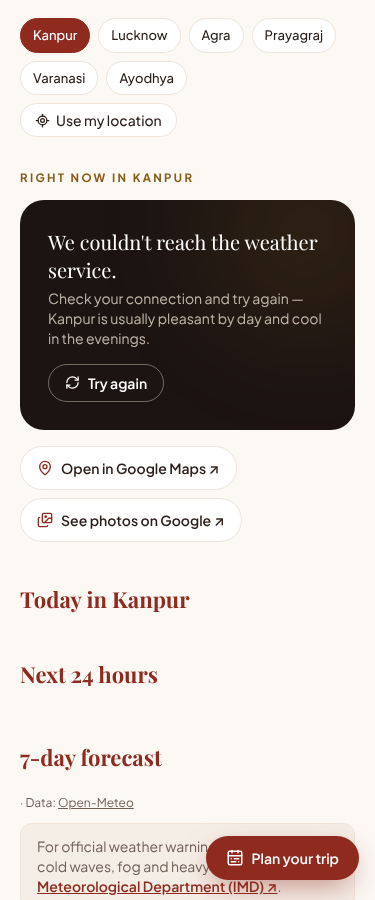 Kanpur
Lucknow
Agra
Prayagraj
Varanasi
Ayodhya
Use my location
RIGHT NOW IN KANPUR
We couldn't reach the weather
service.
Check your connection and try again —
Kanpur is usually pleasant by day and cool
in the evenings.
Try again
Open in Google Maps ↗
See photos on Google ↗
Today in Kanpur
Next 24 hours
7-day forecast
· Data: Open-Meteo
For official weather
cold waves, fog and heavy
Plan your trip
Meteorological Department (IMD) ↗.